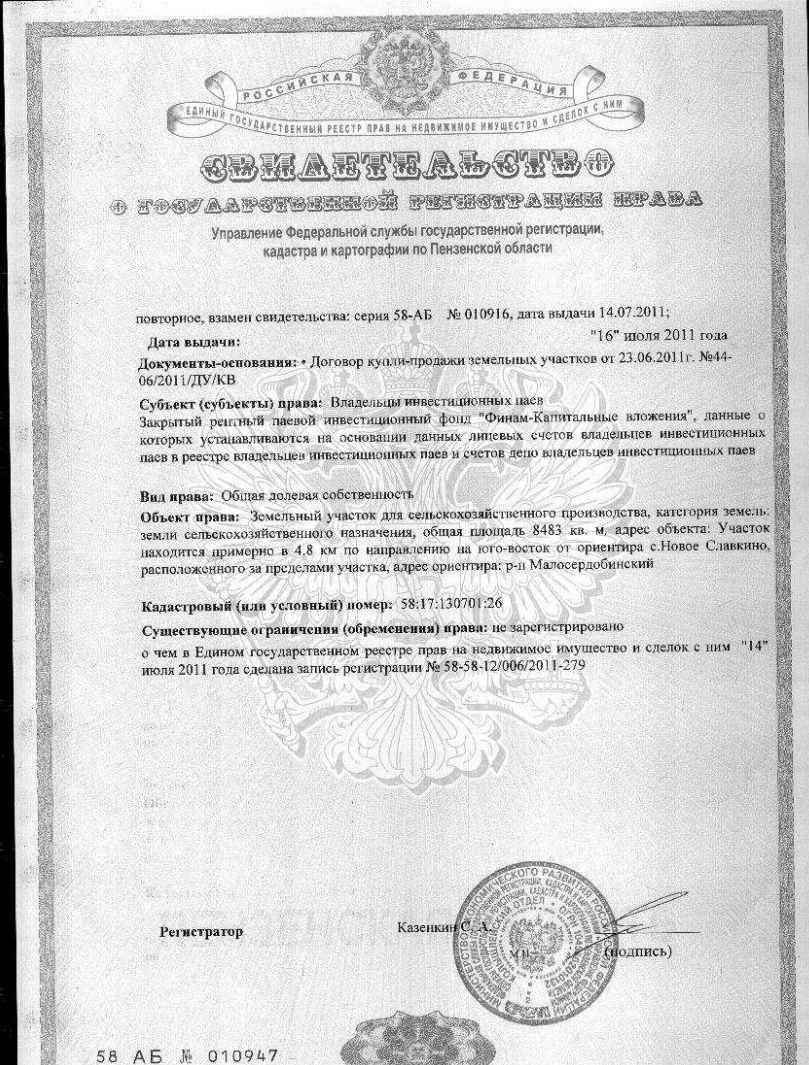 РОССИЙСКАЯ ФЕДЕРАЦИЯ
ЕДИНЫЙ ГОСУДАРСТВЕННЫЙ РЕЕСТР ПРАВ НА НЕДВИЖИМОЕ ИМУЩЕСТВО И СДЕЛОК С НИМ
СВИДЕТЕЛЬСТВО
О ГОСУДАРСТВЕННОЙ РЕГИСТРАЦИИ ПРАВА
Управление Федеральной службы государственной регистрации,
кадастра и картографии по Пензенской области
повторное, взамен свидетельства: серия 58-АБ № 010916, дата выдачи 14.07.2011;
Дата выдачи: "16" июля 2011 года
Документы-основания: • Договор купли-продажи земельных участков от 23.06.2011г. №44-
06/2011/ДУ/КВ
Субъект (субъекты) права: Владельцы инвестиционных паев
Закрытый рентный паевой инвестиционный фонд "Финам-Капитальные вложения", данные о
которых устанавливаются на основании данных лицевых счетов владельцев инвестиционных
паев в реестре владельцев инвестиционных паев и счетов депо владельцев инвестиционных паев
Вид права: Общая долевая собственность
Объект права: Земельный участок для сельскохозяйственного производства, категория земель:
земли сельскохозяйственного назначения, общая площадь 8483 кв. м, адрес объекта: Участок
находится примерно в 4,8 км по направлению на юго-восток от ориентира с.Новое Славкино,
расположенного за пределами участка, адрес ориентира: р-н Малосердобинский
Кадастровый (или условный) номер: 58:17:130701:26
Существующие ограничения (обременения) права: не зарегистрировано
о чем в Едином государственном реестре прав на недвижимое имущество и сделок с ним "14"
июля 2011 года сделана запись регистрации № 58-58-12/006/2011-279
Регистратор Казенкин С. А.
(подпись)
58 АБ № 010947